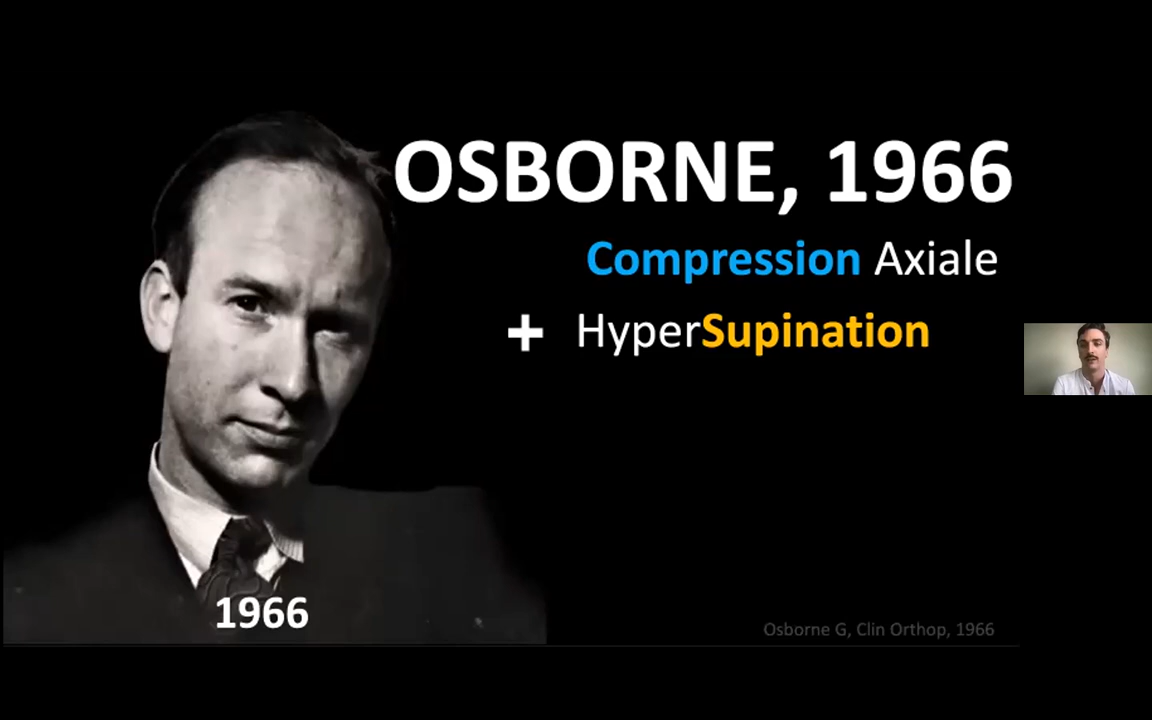 OSBORNE, 1966
Compression Axiale
+ HyperSupination
1966
Osborne G, Clin Orthop, 1966